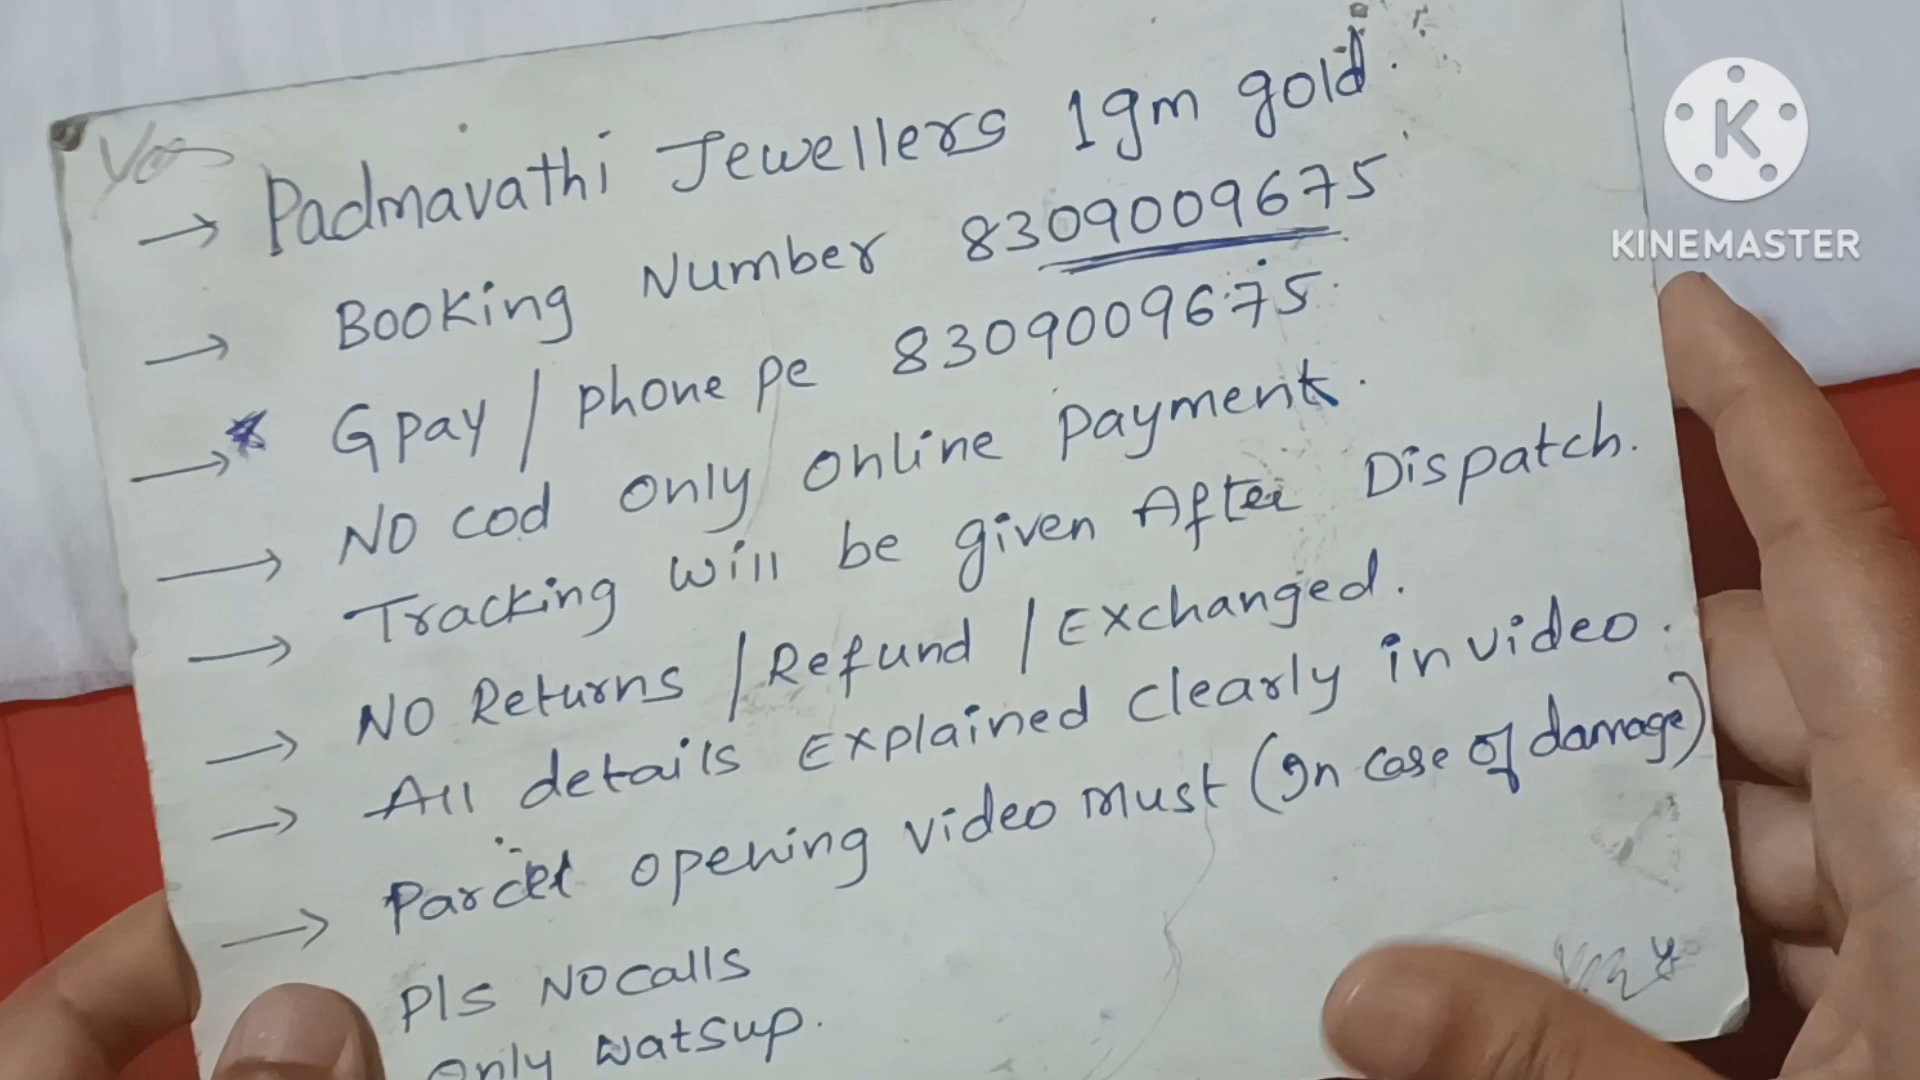 → Padmavathi Jewellers 1gm gold.
→ Booking Number 8309009675
→ * Gpay / Phone pe 8309009675.
→ NO cod only online payment.
→ Tracking will be given After Dispatch.
→ NO Returns / Refund / Exchanged.
→ All details Explained clearly in video.
→ Parcel opening video must (In case of damage)
Pls NO calls
only watsup.
K
KINEMASTER